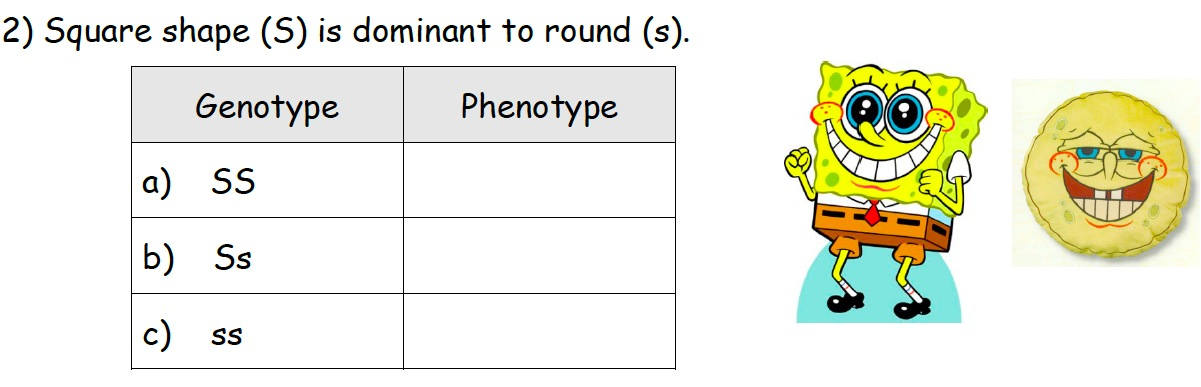 2) Square shape (S) is dominant to round (s).
Genotype Phenotype
a) SS
b) Ss
c) ss